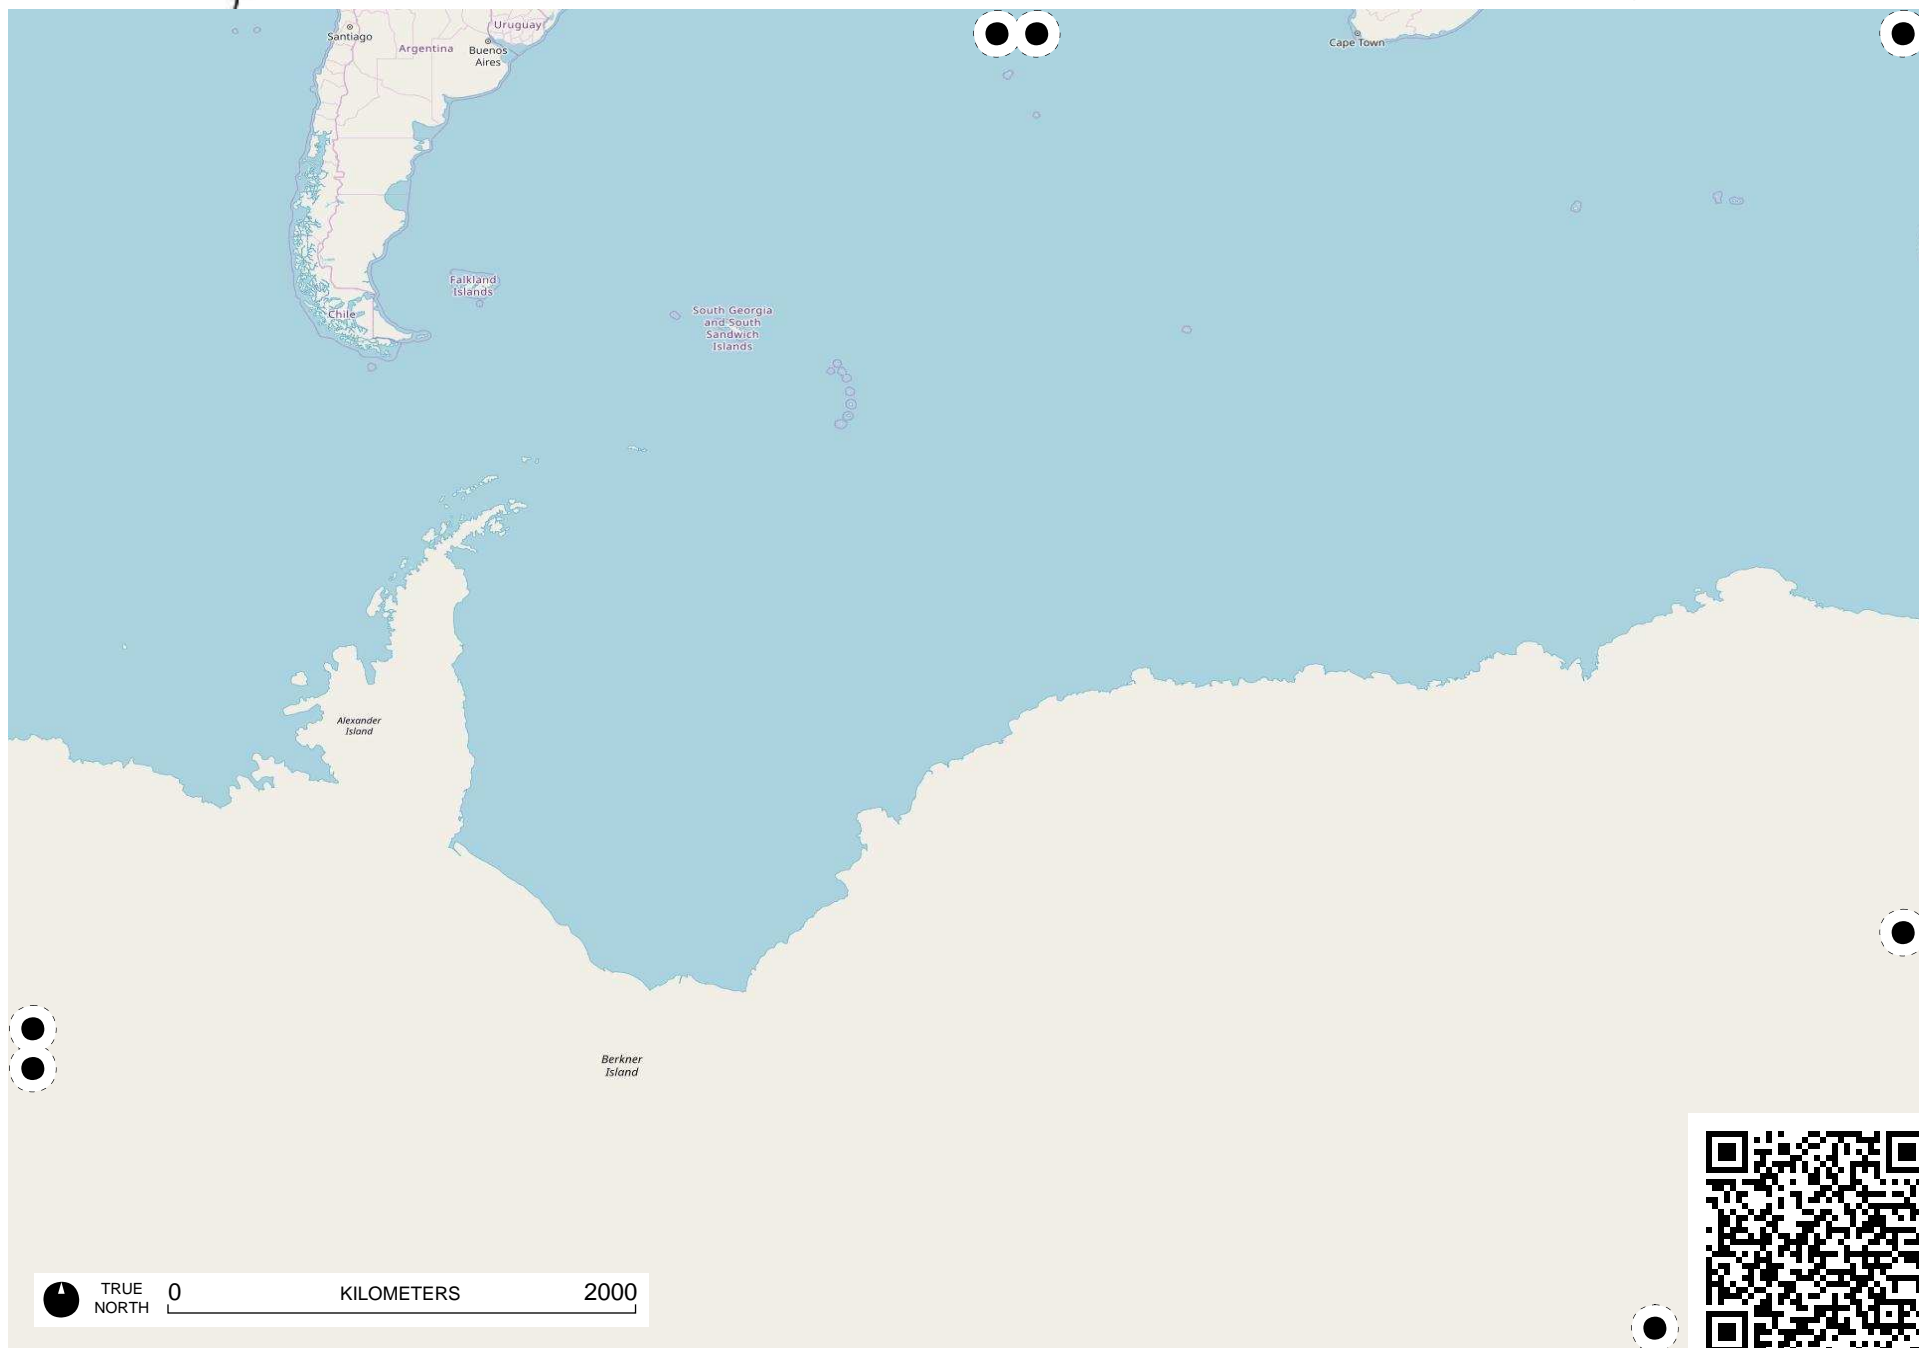 Santiago
Argentina
Uruguay
Buenos
Aires
Cape Town
Falkland
Islands
Chile
South Georgia
and South
Sandwich
Islands
Alexander
Island
Berkner
Island
TRUE
NORTH
0
KILOMETERS
2000